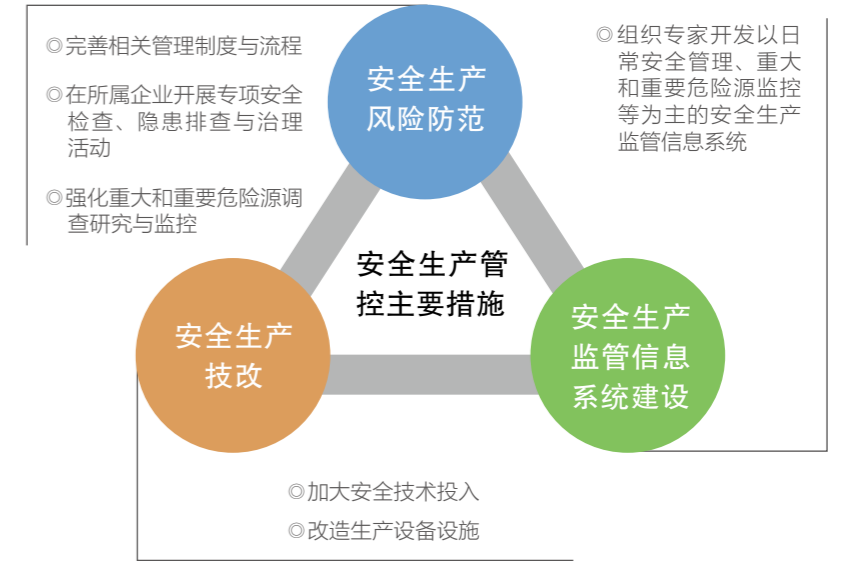 ◎完善相关管理制度与流程
◎在所属企业开展专项安全
检查、隐患排查与治理
活动
◎强化重大和重要危险源调
查研究与监控
安全生产
风险防范
◎组织专家开发以日
常安全管理、重大
和重要危险源监控
等为主的安全生产
监管信息系统
安全生产管
控主要措施
安全生产
技改
安全生产
监管信息
系统建设
◎加大安全技术投入
◎改造生产设备设施